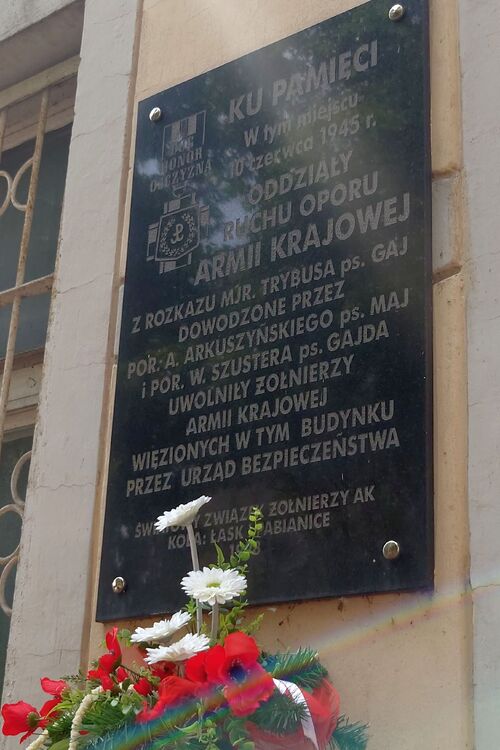 KU PAMIĘCI
W tym miejscu
10 czerwca 1945 r.
HONOR
OJCZYZNA
ODDZIAŁY
RUCHU OPORU
ARMII KRAJOWEJ
Z ROZKAZU MJR. TRYBUSA ps. GAJ
DOWODZONE PRZEZ
POR. A. ARKUSZYŃSKIEGO ps. MAJ
i POR. W. SZUSTERA ps. GAJDA
UWOLNIŁY ŻOŁNIERZY
ARMII KRAJOWEJ
WIĘZIONYCH W TYM BUDYNKU
PRZEZ URZĄD BEZPIECZEŃSTWA
ZWIĄZEK ŻOŁNIERZY AK
KOŁA: ŁASK PABIANICE